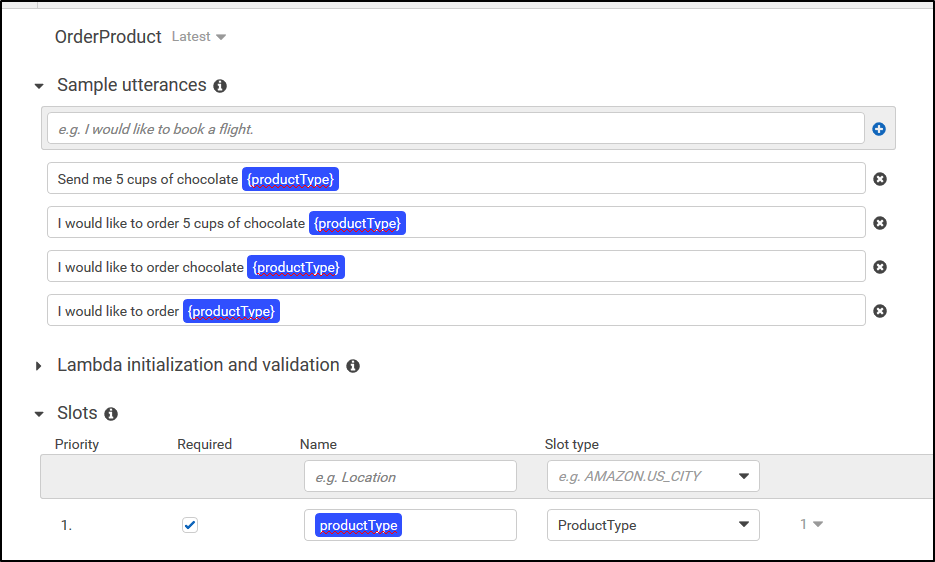 OrderProduct Latest
Sample utterances
e.g. I would like to book a flight.
Send me 5 cups of chocolate {productType}
I would like to order 5 cups of chocolate {productType}
I would like to order chocolate {productType}
I would like to order {productType}
Lambda initialization and validation
Slots
Priority Required Name Slot type
e.g. Location e.g. AMAZON.US_CITY
1. productType ProductType 1